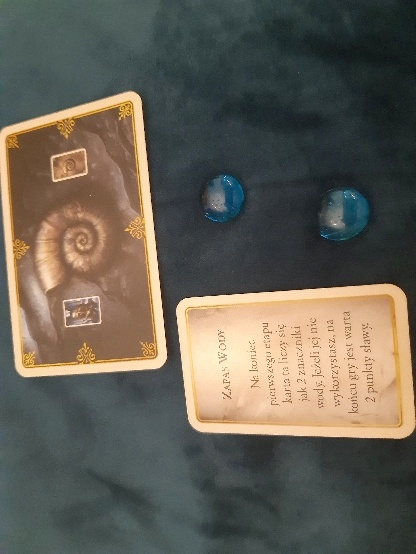 Zapas Wody
Na koniec
pierwszego etapu
karta ta liczy się
jak 2 znaczniki
wody. Jeżeli jej nie
wykorzystasz, na
końcu gry jest warta
2 punkty sławy.